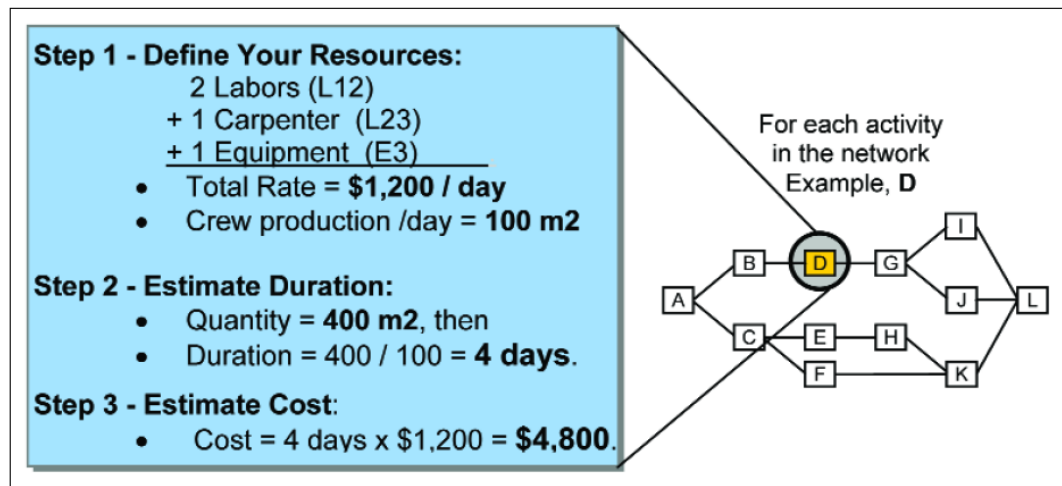 Step 1 - Define Your Resources:
2 Labors (L12)
+ 1 Carpenter (L23)
+ 1 Equipment (E3)
• Total Rate = $1,200 / day
• Crew production /day = 100 m2
Step 2 - Estimate Duration:
• Quantity = 400 m2, then
• Duration = 400 / 100 = 4 days.
Step 3 - Estimate Cost:
• Cost = 4 days x $1,200 = $4,800.
For each activity
in the network
Example, D
I
B D G
A J L
C E H
F K